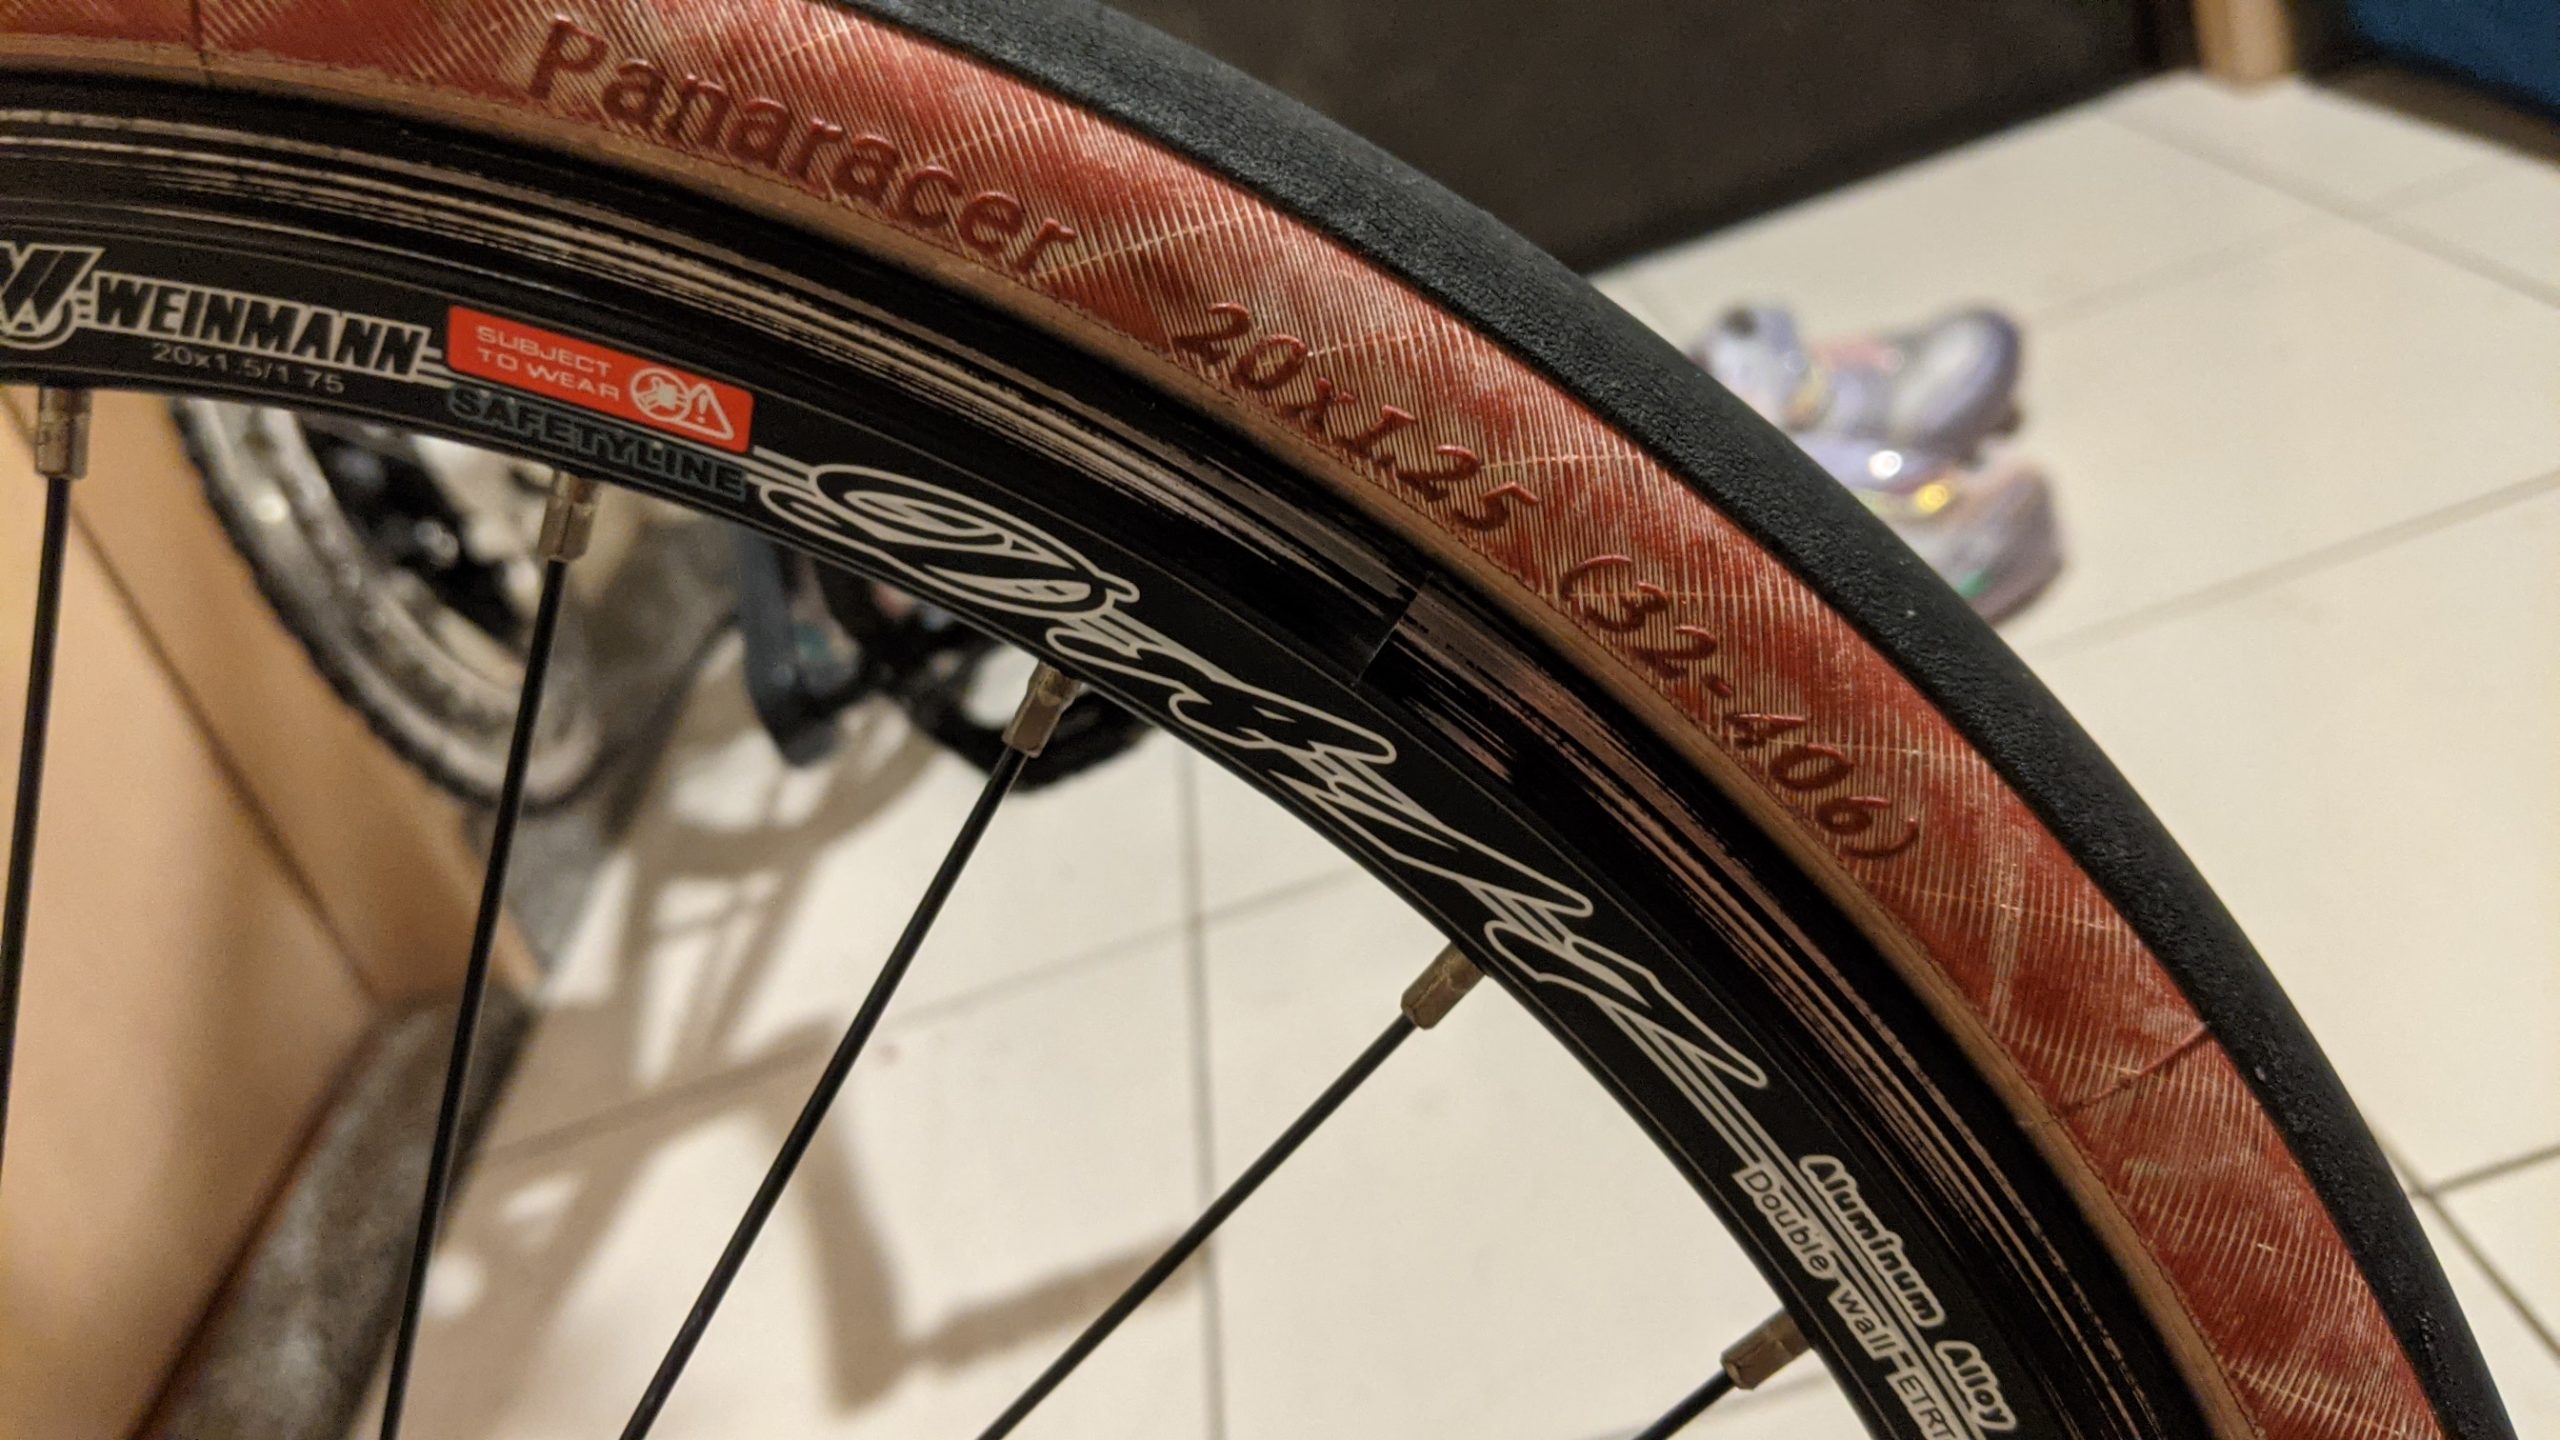 Panaracer 20x1.25 (32-406)
WEINMANN
20x1.5/1 75
SUBJECT
TO WEAR
SAFETYLINE
Aluminum Alloy
Double wall-ETRT